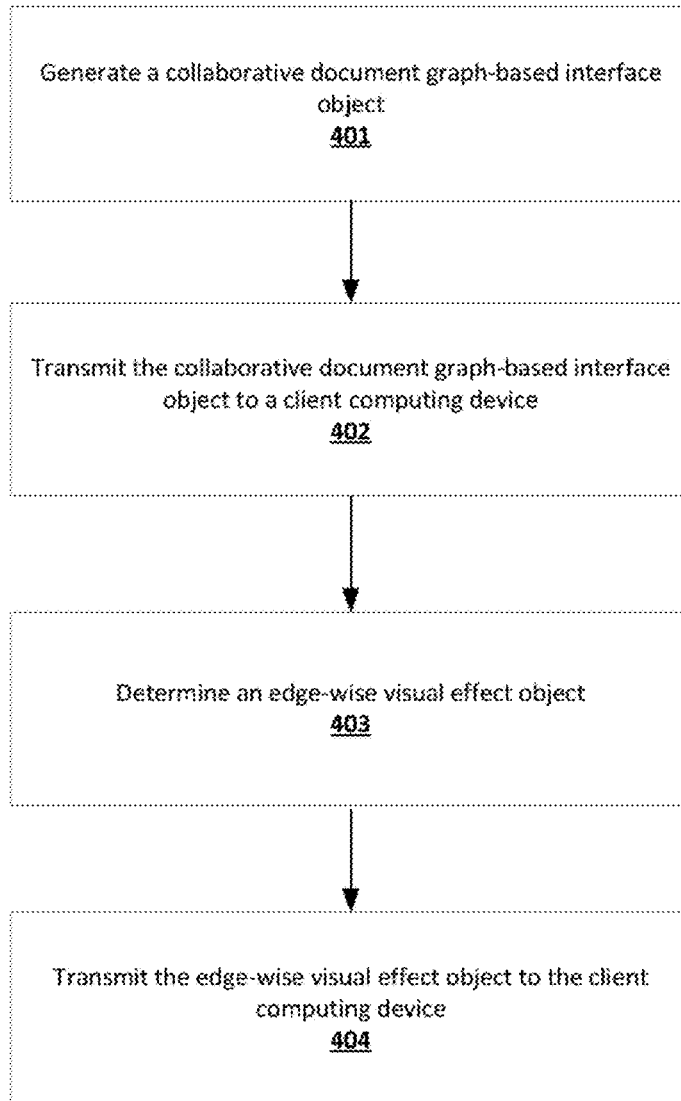 Generate a collaborative document graph-based interface
object
401
Transmit the collaborative document graph-based interface
object to a client computing device
402
Determine an edge-wise visual effect object
403
Transmit the edge-wise visual effect object to the client
computing device
404